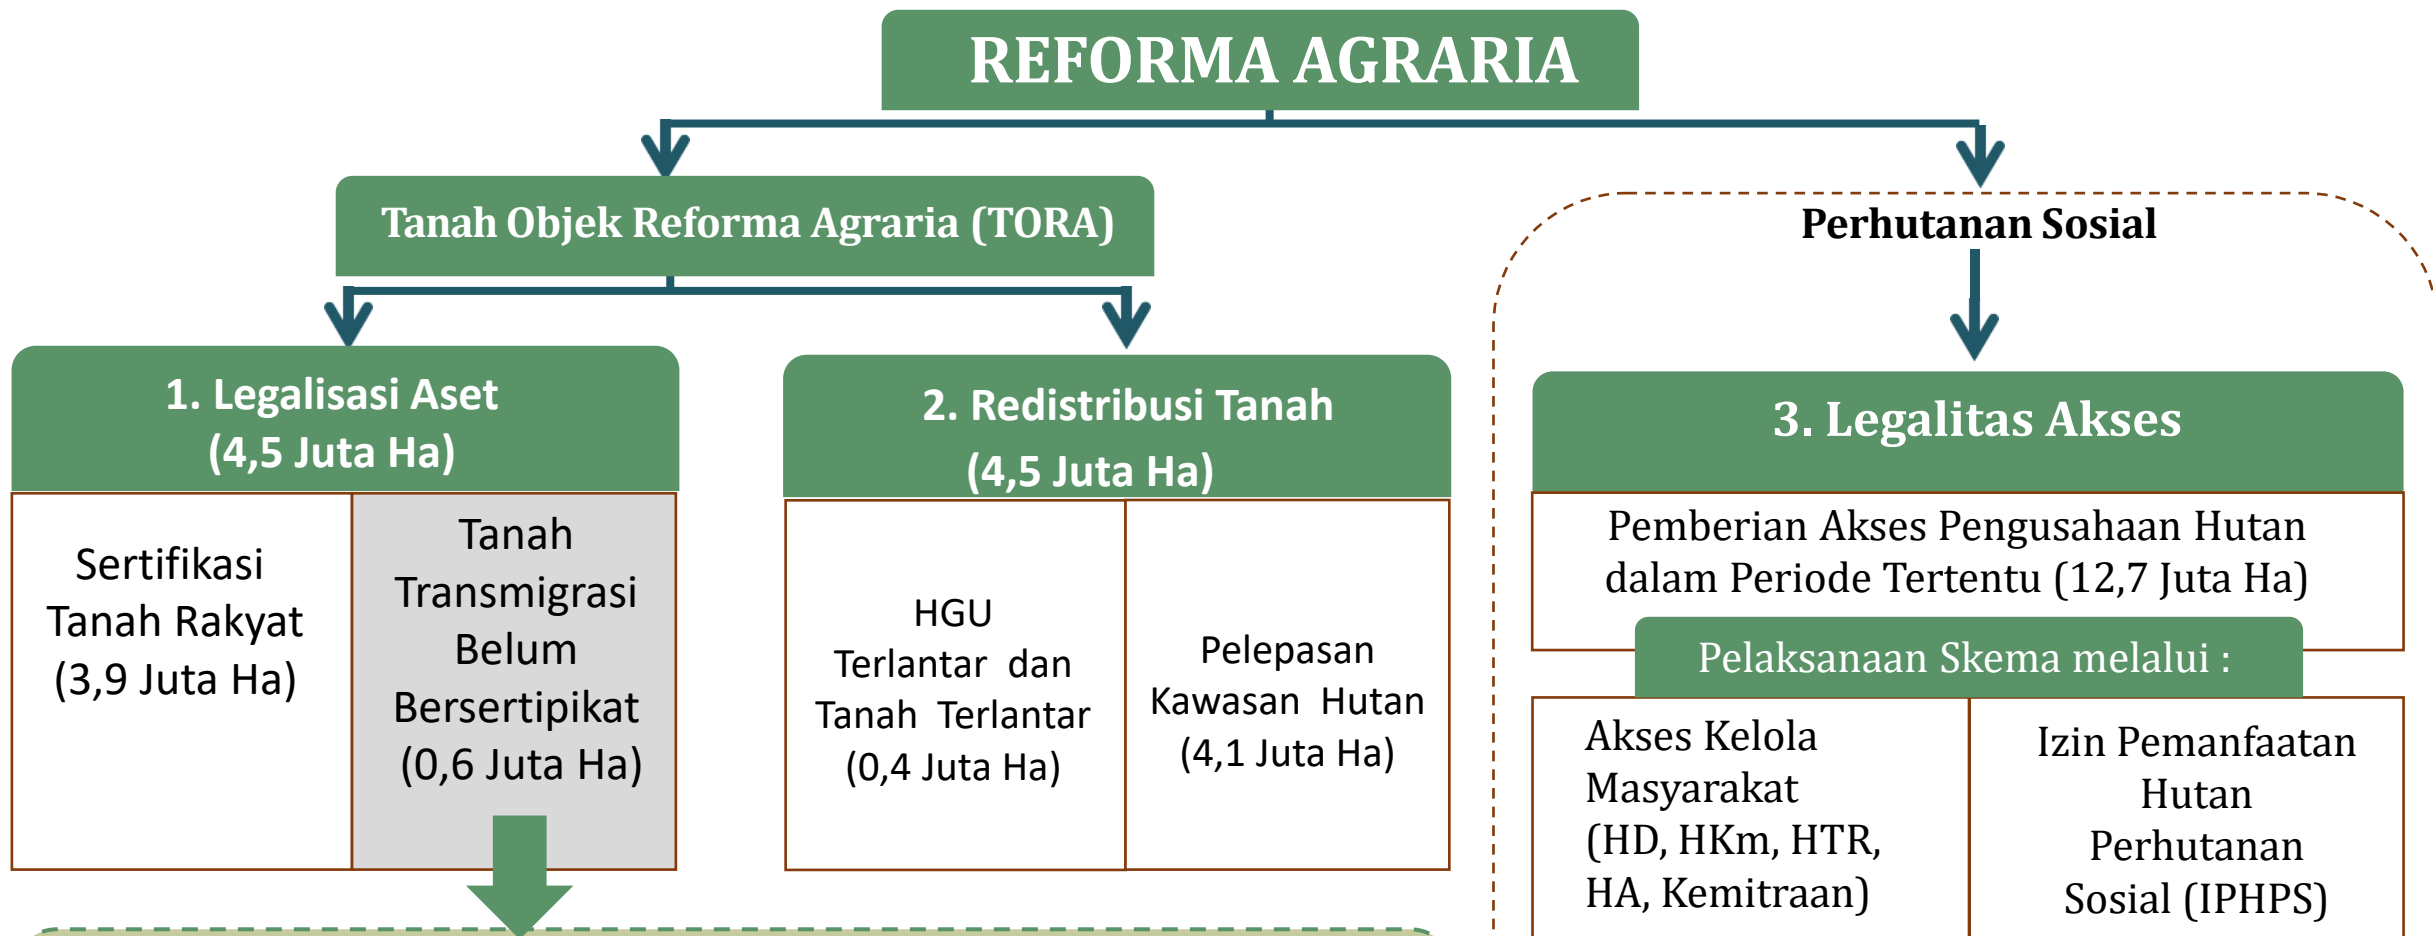 REFORMA AGRARIA
Tanah Objek Reforma Agraria (TORA)
Perhutanan Sosial
1. Legalisasi Aset
(4,5 Juta Ha)
Sertifikasi
Tanah Rakyat
(3,9 Juta Ha)
Tanah
Transmigrasi
Belum
Bersertipikat
(0,6 Juta Ha)
2. Redistribusi Tanah
(4,5 Juta Ha)
HGU
Terlantar dan
Tanah Terlantar
(0,4 Juta Ha)
Pelepasan
Kawasan Hutan
(4,1 Juta Ha)
3. Legalitas Akses
Pemberian Akses Pengusahaan Hutan
dalam Periode Tertentu (12,7 Juta Ha)
Pelaksanaan Skema melalui :
Akses Kelola
Masyarakat
(HD, HKm, HTR,
HA, Kemitraan)
Izin Pemanfaatan
Hutan
Perhutanan
Sosial (IPHPS)